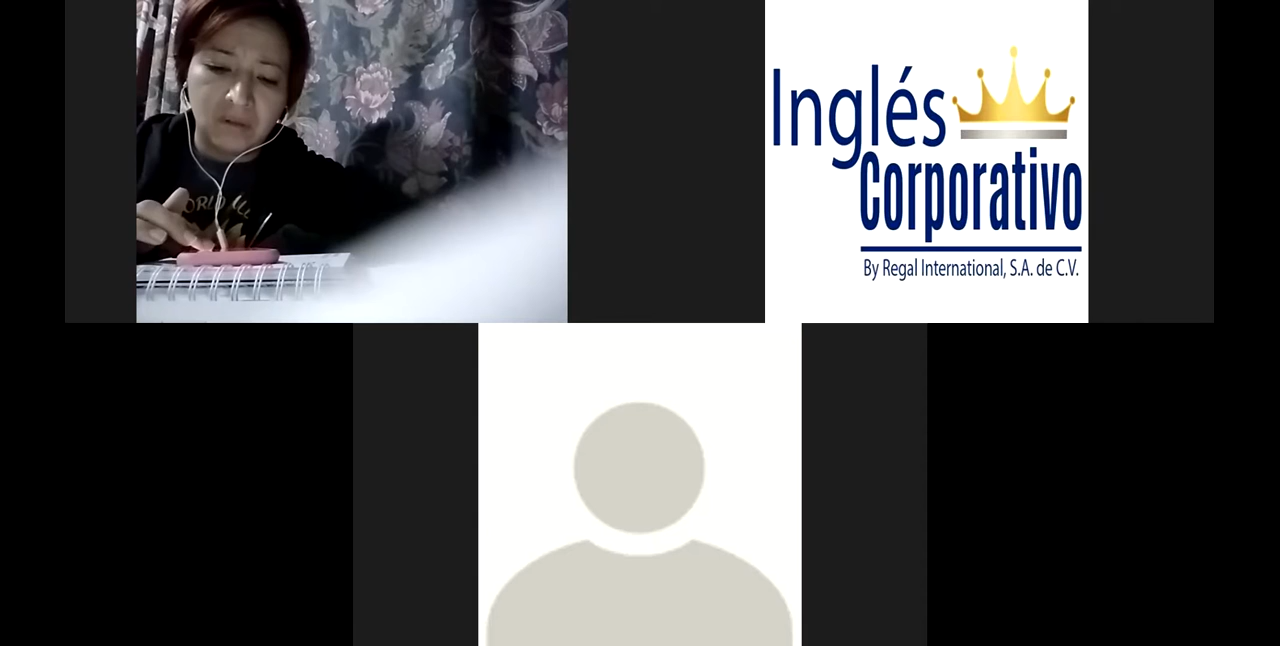 Inglés
Corporativo
By Regal International, S.A. de C.V.